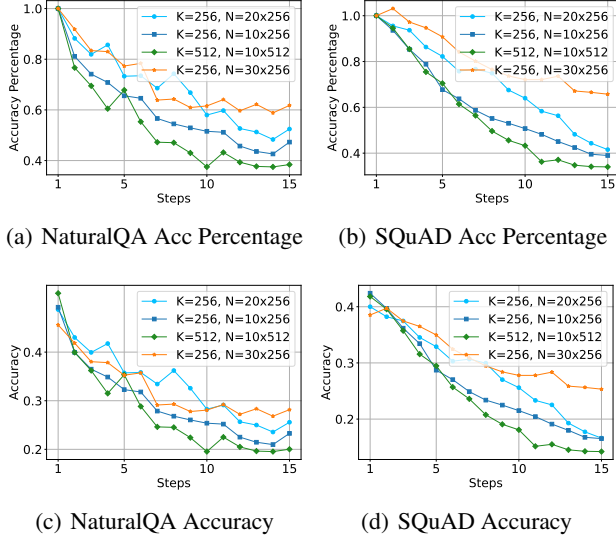 1.0
0.8
0.6
0.4
Accuracy Percentage
K=256, N=20x256
K=256, N=10x256
K=512, N=10x512
K=256, N=30x256
1 5 10 15
Steps
(a) NaturalQA Acc Percentage
1.0
0.8
0.6
0.4
Accuracy Percentage
K=256, N=20x256
K=256, N=10x256
K=512, N=10x512
K=256, N=30x256
1 5 10 15
Steps
(b) SQuAD Acc Percentage
0.4
0.3
0.2
Accuracy
K=256, N=20x256
K=256, N=10x256
K=512, N=10x512
K=256, N=30x256
1 5 10 15
Steps
(c) NaturalQA Accuracy
0.4
0.3
0.2
Accuracy
K=256, N=20x256
K=256, N=10x256
K=512, N=10x512
K=256, N=30x256
1 5 10 15
Steps
(d) SQuAD Accuracy